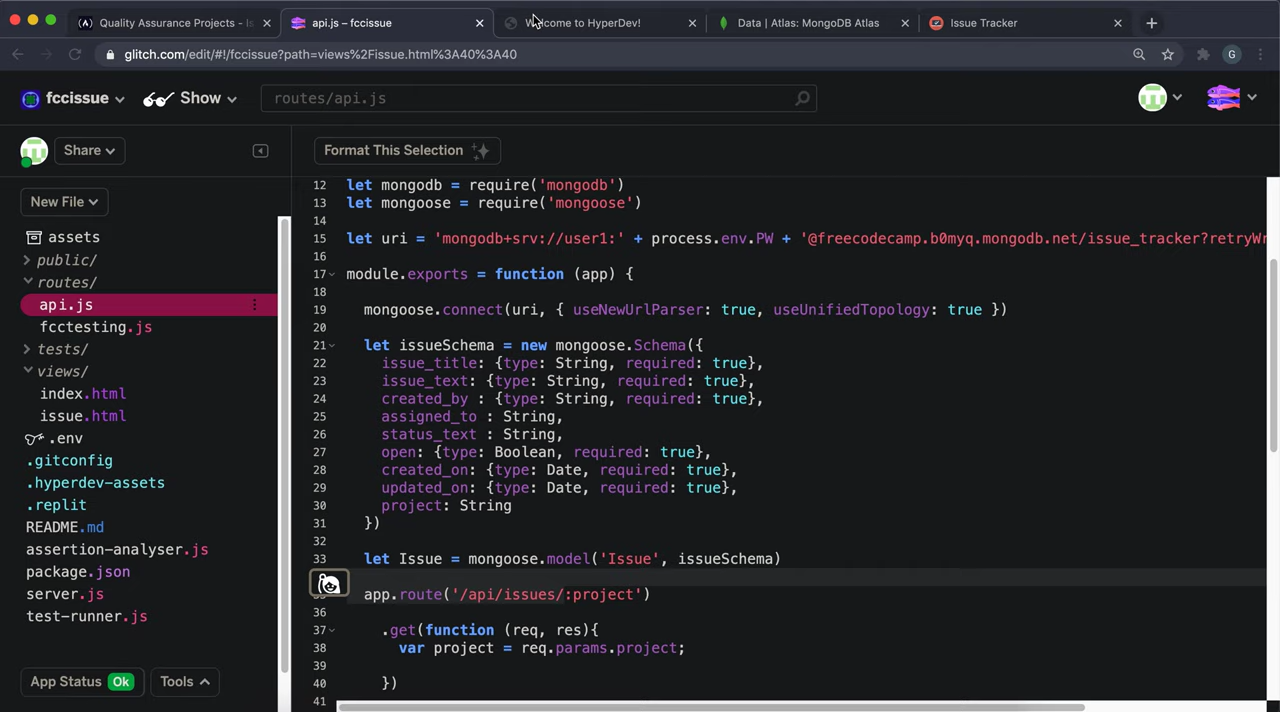 Quality Assurance Projects - Is
api.js – fccissue
Welcome to HyperDev!
Data | Atlas: MongoDB Atlas
Issue Tracker
glitch.com/edit/#!/fccissue?path=views%2Fissue.html%3A40%3A40
G
fccissue
Show
routes/api.js
Share
Format This Selection
New File
assets
public/
routes/
api.js
fcctesting.js
tests/
views/
index.html
issue.html
.env
.gitconfig
.hyperdev-assets
.replit
README.md
assertion-analyser.js
package.json
server.js
test-runner.js
App Status Ok
Tools
12 let mongodb = require('mongodb')
13 let mongoose = require('mongoose')
14
15 let uri = 'mongodb+srv://user1:' + process.env.PW + '@freecodecamp.b0myq.mongodb.net/issue_tracker?retryWr
16
17 module.exports = function (app) {
18
19 mongoose.connect(uri, { useNewUrlParser: true, useUnifiedTopology: true })
20
21 let issueSchema = new mongoose.Schema({
22 issue_title: {type: String, required: true},
23 issue_text: {type: String, required: true},
24 created_by : {type: String, required: true},
25 assigned_to : String,
26 status_text : String,
27 open: {type: Boolean, required: true},
28 created_on: {type: Date, required: true},
29 updated_on: {type: Date, required: true},
30 project: String
31 })
32
33 let Issue = mongoose.model('Issue', issueSchema)
app.route('/api/issues/:project')
36
37 .get(function (req, res){
38 var project = req.params.project;
39
40 })
41